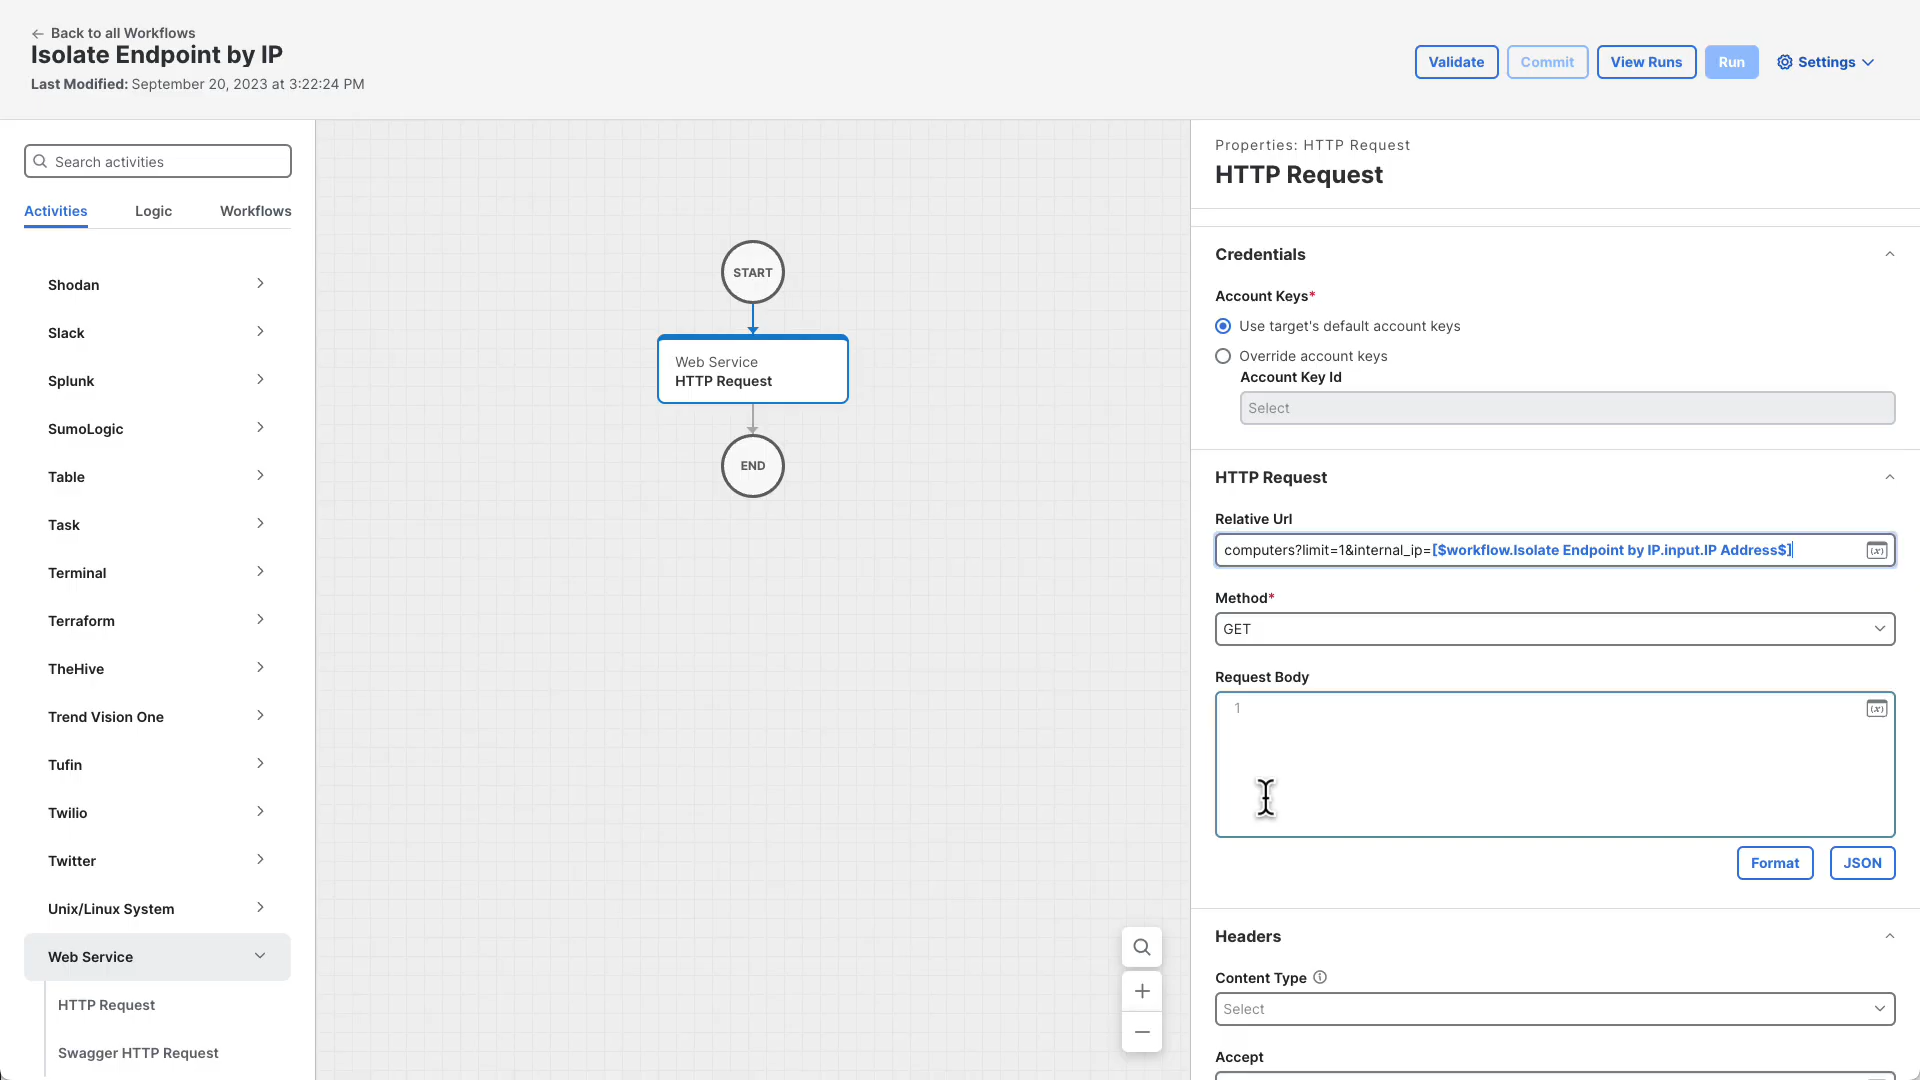 Back to all Workflows
Isolate Endpoint by IP
Last Modified: September 20, 2023 at 3:22:24 PM
Validate
Commit
View Runs
Run
Settings
Search activities
Activities
Logic
Workflows
Shodan
Slack
Splunk
SumoLogic
Table
Task
Terminal
Terraform
TheHive
Trend Vision One
Tufin
Twilio
Twitter
Unix/Linux System
Web Service
HTTP Request
Swagger HTTP Request
START
Web Service
HTTP Request
END
Properties: HTTP Request
HTTP Request
Credentials
Account Keys*
Use target's default account keys
Override account keys
Account Key Id
Select
HTTP Request
Relative Url
computers?limit=1&internal_ip=[$workflow.Isolate Endpoint by IP.input.IP Address$]
(x)
Method*
GET
Request Body
1
(x)
Format
JSON
Headers
Content Type
Select
Accept